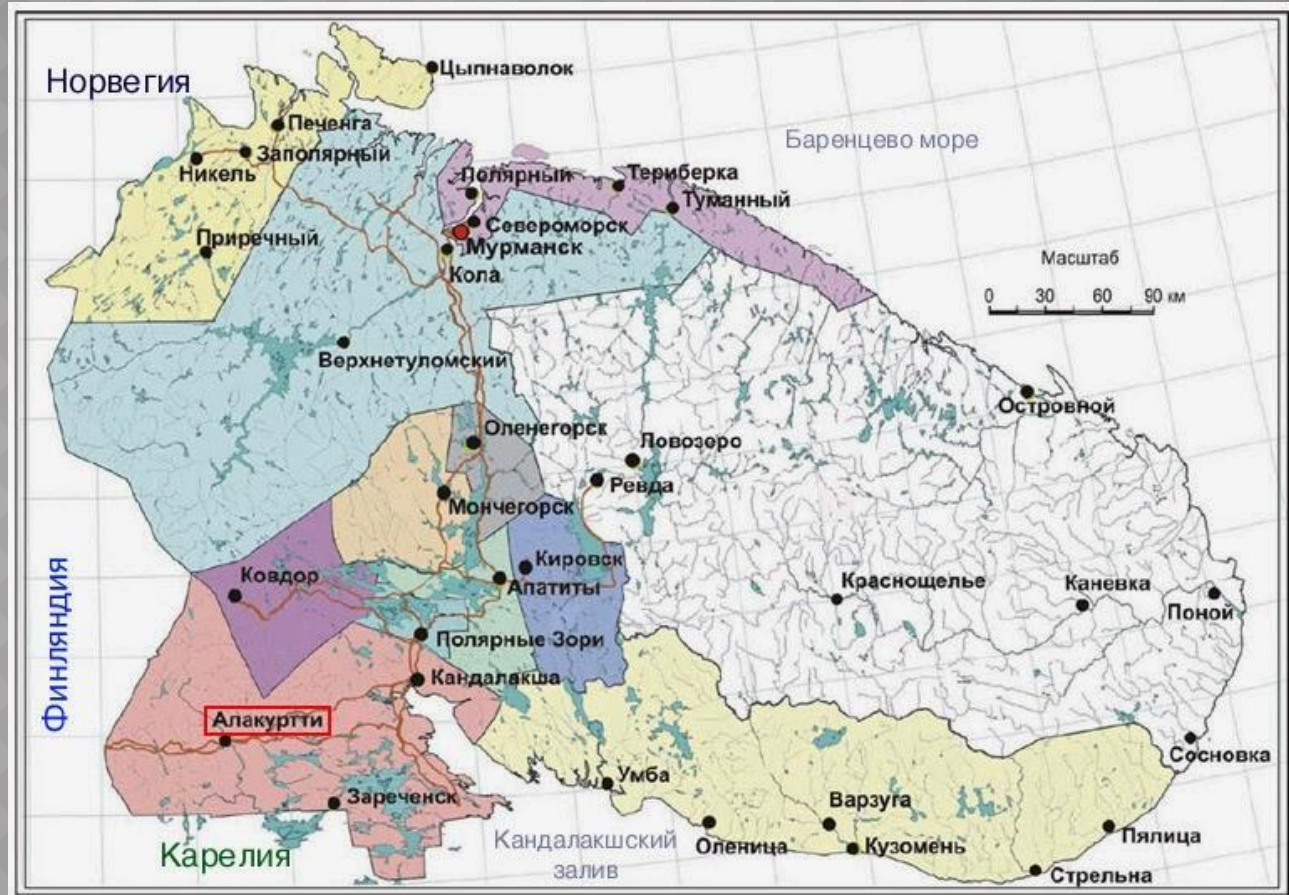 Цыпнаволок
Норвегия
Печенга
Баренцево море
Заполярный
Никель
Полярный
Териберка
Туманный
Североморск
Приречный
Мурманск
Кола
Масштаб
0 30 60 90 км
Верхнетуломский
Островной
Оленегорск
Ловозеро
Ревда
Мончегорск
Кировск
Ковдор
Апатиты
Краснощелье
Каневка
Поной
Финляндия
Полярные Зори
Кандалакша
Алакуртти
Сосновка
Умба
Зареченск
Варзуга
Пялица
Кандалакшский
залив
Оленица
Кузомень
Карелия
Стрельна